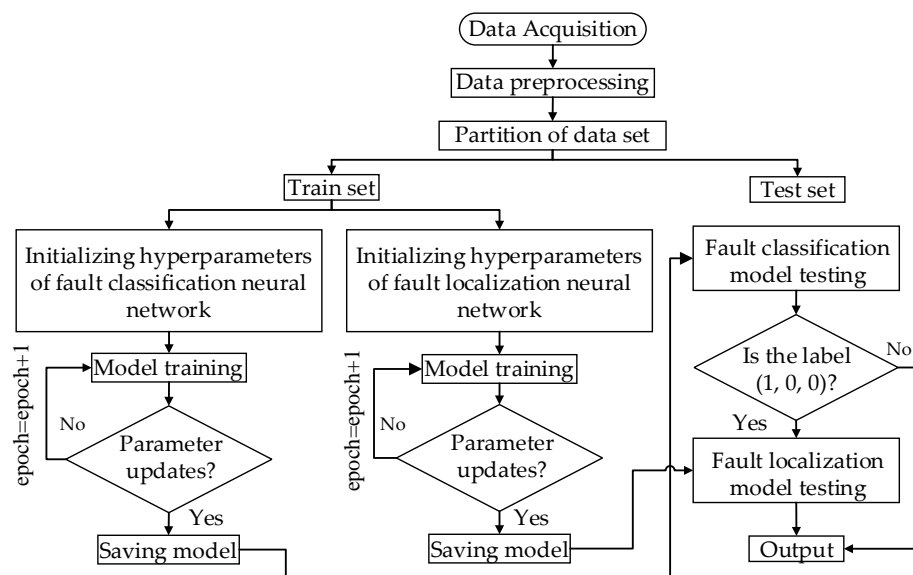 Data Acquisition
Data preprocessing
Partition of data set
Train set
Test set
Initializing hyperparameters
of fault classification neural
network
Initializing hyperparameters
of fault localization neural
network
Fault classification
model testing
epoch=epoch+1
Model training
No
Parameter
updates?
Yes
Saving model
epoch=epoch+1
Model training
No
Parameter
updates?
Yes
Saving model
Is the label
(1, 0, 0)?
No
Yes
Fault localization
model testing
Output